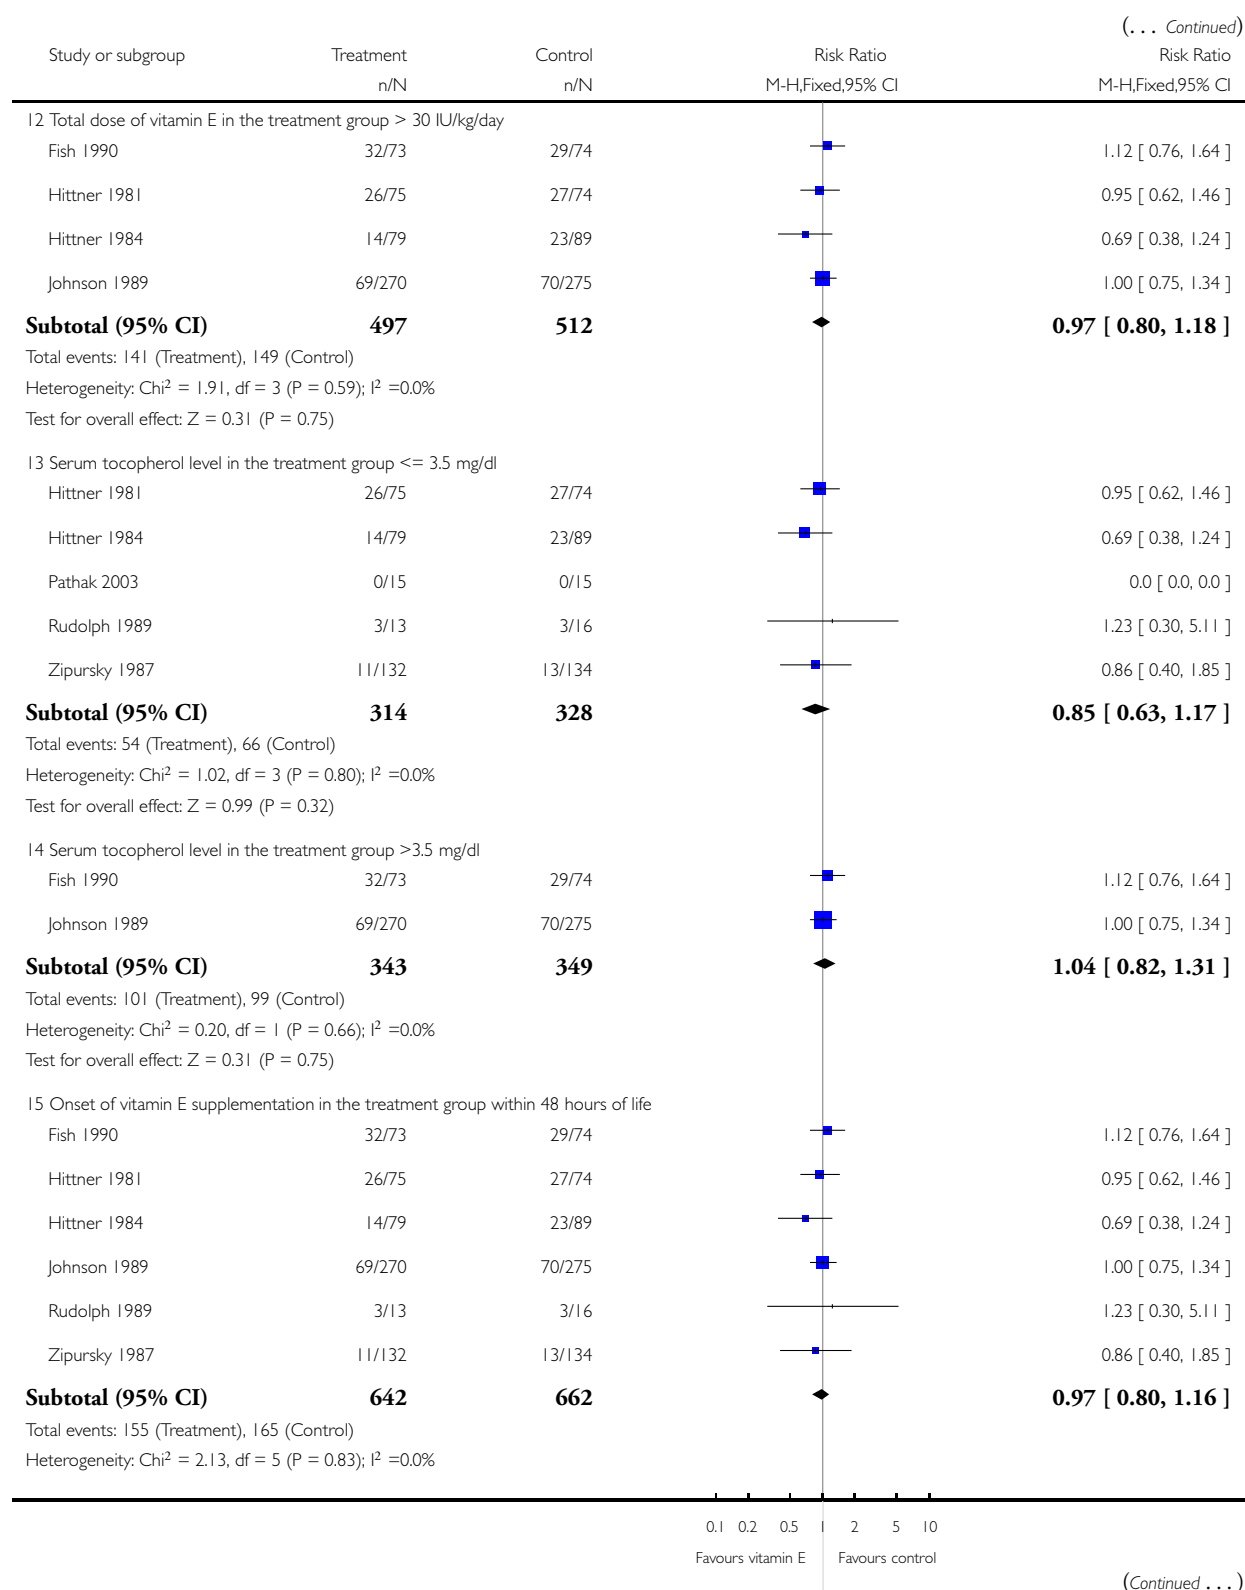 (. . . Continued)
Study or subgroup Treatment Control Risk Ratio Risk Ratio
n/N n/N M-H,Fixed,95% CI M-H,Fixed,95% CI
12 Total dose of vitamin E in the treatment group > 30 IU/kg/day
Fish 1990 32/73 29/74 1.12 [ 0.76, 1.64 ]
Hittner 1981 26/75 27/74 0.95 [ 0.62, 1.46 ]
Hittner 1984 14/79 23/89 0.69 [ 0.38, 1.24 ]
Johnson 1989 69/270 70/275 1.00 [ 0.75, 1.34 ]
Subtotal (95% CI) 497 512 0.97 [ 0.80, 1.18 ]
Total events: 141 (Treatment), 149 (Control)
Heterogeneity: Chi² = 1.91, df = 3 (P = 0.59); I² =0.0%
Test for overall effect: Z = 0.31 (P = 0.75)
13 Serum tocopherol level in the treatment group <= 3.5 mg/dl
Hittner 1981 26/75 27/74 0.95 [ 0.62, 1.46 ]
Hittner 1984 14/79 23/89 0.69 [ 0.38, 1.24 ]
Pathak 2003 0/15 0/15 0.0 [ 0.0, 0.0 ]
Rudolph 1989 3/13 3/16 1.23 [ 0.30, 5.11 ]
Zipursky 1987 11/132 13/134 0.86 [ 0.40, 1.85 ]
Subtotal (95% CI) 314 328 0.85 [ 0.63, 1.17 ]
Total events: 54 (Treatment), 66 (Control)
Heterogeneity: Chi² = 1.02, df = 3 (P = 0.80); I² =0.0%
Test for overall effect: Z = 0.99 (P = 0.32)
14 Serum tocopherol level in the treatment group >3.5 mg/dl
Fish 1990 32/73 29/74 1.12 [ 0.76, 1.64 ]
Johnson 1989 69/270 70/275 1.00 [ 0.75, 1.34 ]
Subtotal (95% CI) 343 349 1.04 [ 0.82, 1.31 ]
Total events: 101 (Treatment), 99 (Control)
Heterogeneity: Chi² = 0.20, df = 1 (P = 0.66); I² =0.0%
Test for overall effect: Z = 0.31 (P = 0.75)
15 Onset of vitamin E supplementation in the treatment group within 48 hours of life
Fish 1990 32/73 29/74 1.12 [ 0.76, 1.64 ]
Hittner 1981 26/75 27/74 0.95 [ 0.62, 1.46 ]
Hittner 1984 14/79 23/89 0.69 [ 0.38, 1.24 ]
Johnson 1989 69/270 70/275 1.00 [ 0.75, 1.34 ]
Rudolph 1989 3/13 3/16 1.23 [ 0.30, 5.11 ]
Zipursky 1987 11/132 13/134 0.86 [ 0.40, 1.85 ]
Subtotal (95% CI) 642 662 0.97 [ 0.80, 1.16 ]
Total events: 155 (Treatment), 165 (Control)
Heterogeneity: Chi² = 2.13, df = 5 (P = 0.83); I² =0.0%
0.1 0.2 0.5 1 2 5 10
Favours vitamin E Favours control
(Continued . . . )